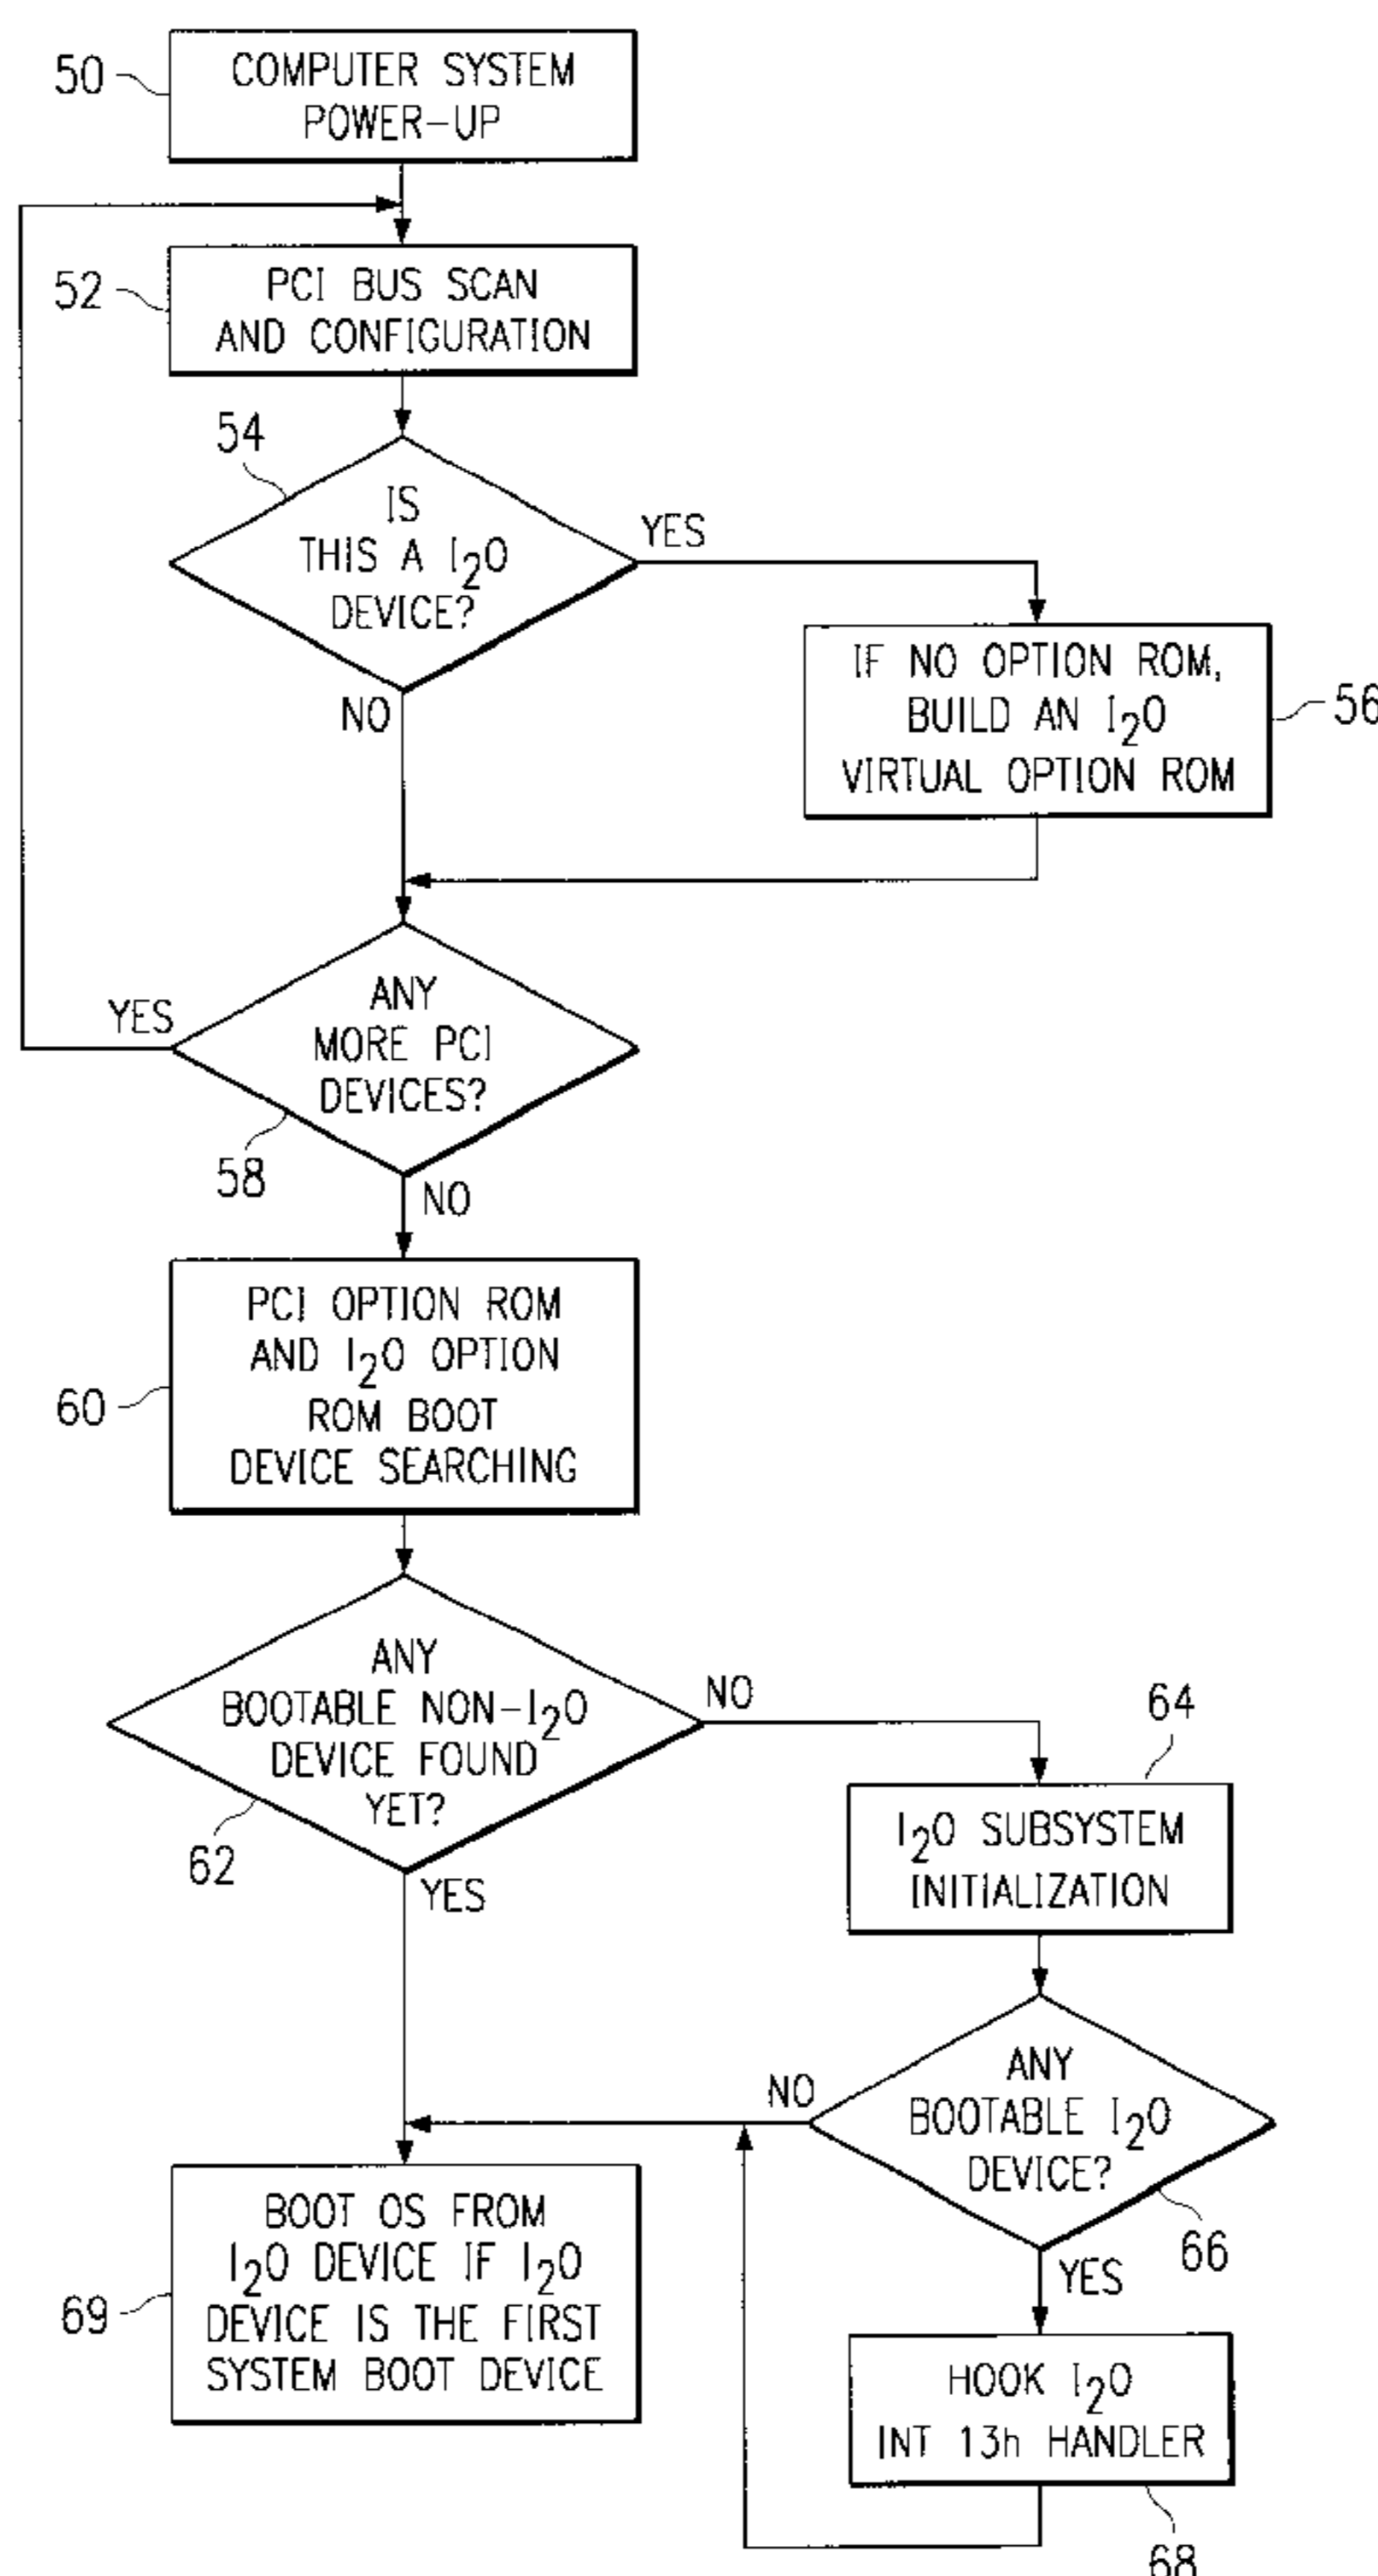 50
COMPUTER SYSTEM
POWER-UP
52
PCI BUS SCAN
AND CONFIGURATION
54
IS
THIS A I₂O
DEVICE?
YES
NO
IF NO OPTION ROM,
BUILD AN I₂O
VIRTUAL OPTION ROM
56
ANY
MORE PCI
DEVICES?
YES
58
NO
PCI OPTION ROM
AND I₂O OPTION
ROM BOOT
DEVICE SEARCHING
60
ANY
BOOTABLE NON-I₂O
DEVICE FOUND
YET?
NO
62
YES
64
I₂O SUBSYSTEM
INITIALIZATION
ANY
BOOTABLE I₂O
DEVICE?
NO
66
YES
BOOT OS FROM
I₂O DEVICE IF I₂O
DEVICE IS THE FIRST
SYSTEM BOOT DEVICE
69
HOOK I₂O
INT 13h HANDLER
68